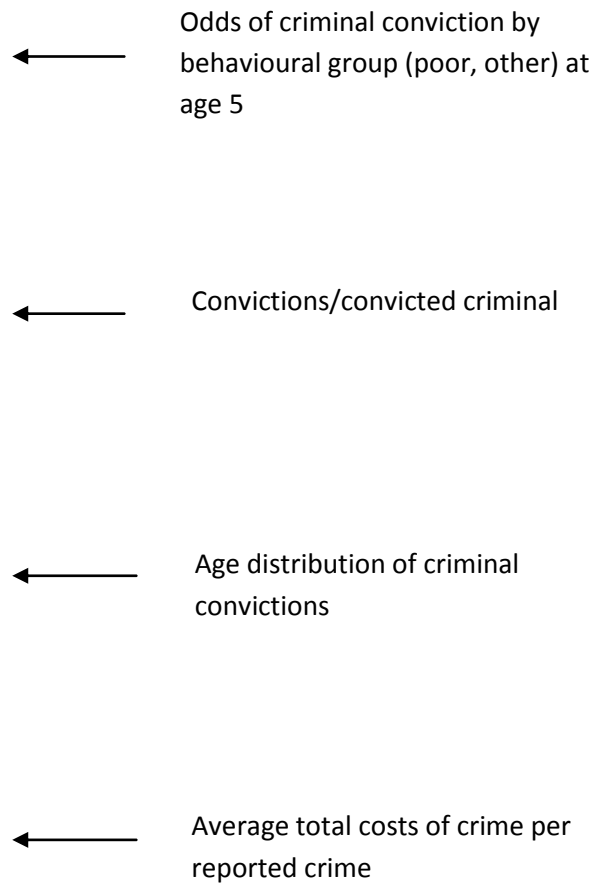 Odds of criminal conviction by
behavioural group (poor, other) at
age 5
Convictions/convicted criminal
Age distribution of criminal
convictions
Average total costs of crime per
reported crime